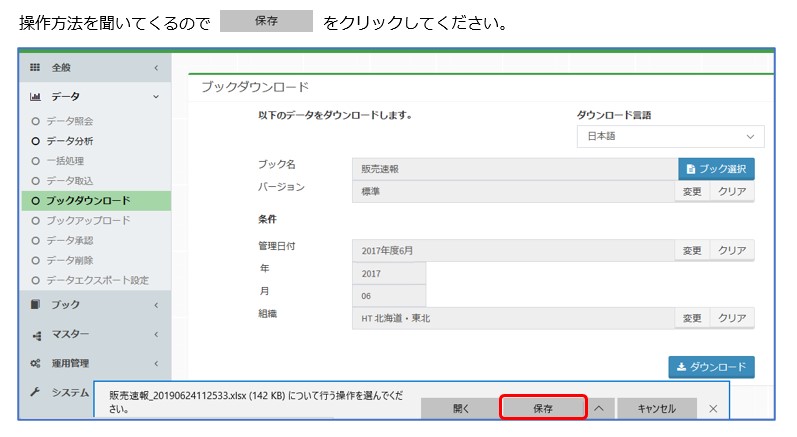 操作方法を聞いてくるので 保存 をクリックしてください。
全般
データ
データ照会
データ分析
一括処理
データ取込
ブックダウンロード
ブックアップロード
データ承認
データ削除
データエクスポート設定
ブック
マスター
運用管理
システム
ブックダウンロード
以下のデータをダウンロードします。
ダウンロード言語
日本語
ブック名 販売速報 ブック選択
バージョン 標準 変更 クリア
条件
管理日付 2017年度6月 変更 クリア
年 2017
月 06
組織 HT 北海道・東北 変更 クリア
ダウンロード
販売速報_20190624112533.xlsx (142 KB) について行う操作を選んでくだ
さい。
開く 保存 キャンセル